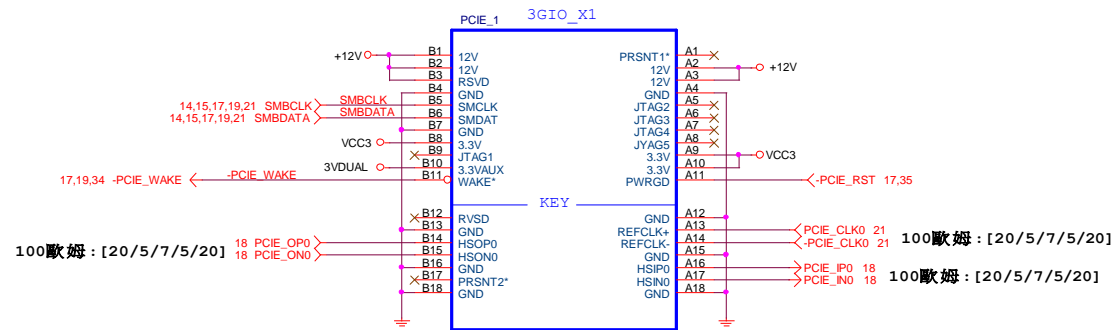 PCIE_1 3GIO_X1
+12V B1 12V PRSNT1* A1
B2 12V 12V A2 +12V
B3 RSVD 12V A3
B4 GND GND A4
14,15,17,19,21 SMBCLK SMBCLK B5 SMCLK JTAG2 A5
14,15,17,19,21 SMBDATA SMBDATA B6 SMDAT JTAG3 A6
B7 GND JTAG4 A7
VCC3 B8 3.3V JYAG5 A8
B9 JTAG1 3.3V A9 VCC3
3VDUAL B10 3.3VAUX 3.3V A10
17,19,34 -PCIE_WAKE -PCIE_WAKE B11 WAKE* PWRGD A11 -PCIE_RST 17,35
KEY
B12 RVSD GND A12
B13 GND REFCLK+ A13 PCIE_CLK0 21
100歐姆:[20/5/7/5/20] 18 PCIE_OP0 B14 HSOP0 REFCLK- A14 -PCIE_CLK0 21 100歐姆:[20/5/7/5/20]
18 PCIE_ON0 B15 HSON0 GND A15
B16 GND HSIP0 A16 PCIE_IP0 18
B17 PRSNT2* HSIN0 A17 PCIE_IN0 18 100歐姆:[20/5/7/5/20]
B18 GND GND A18